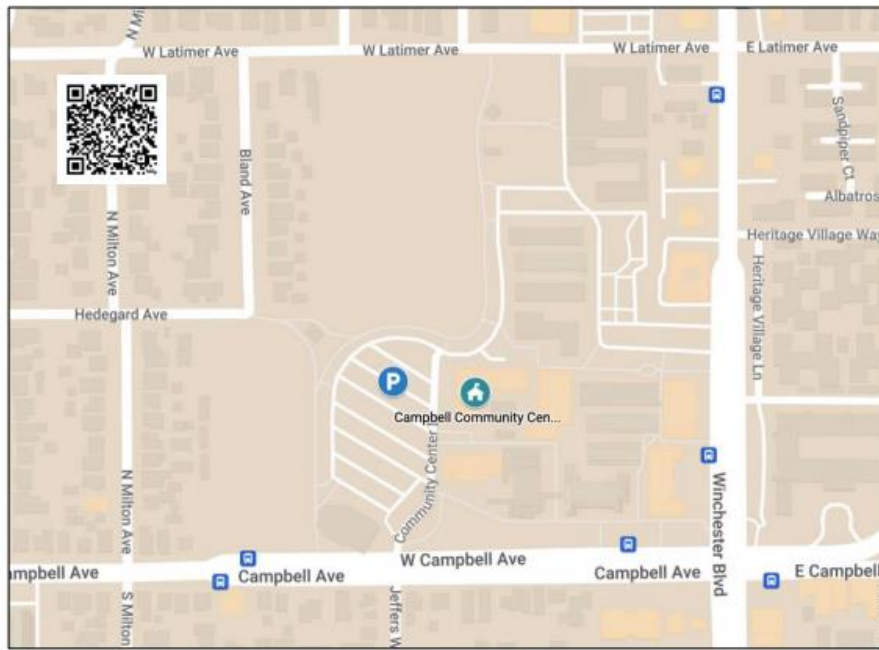 N Mi
W Latimer Ave
W Latimer Ave
W Latimer Ave
E Latimer Ave
Sandpiper Ct
Bland Ave
Albatros
N Milton Ave
Heritage Village Way
Hedegard Ave
Heritage Village Ln
P
Campbell Community Cen...
Community Center
N Milton Ave
Winchester Blvd
W Campbell Ave
ampbell Ave
Campbell Ave
Campbell Ave
E Campbell
S Milton
Jeffers W